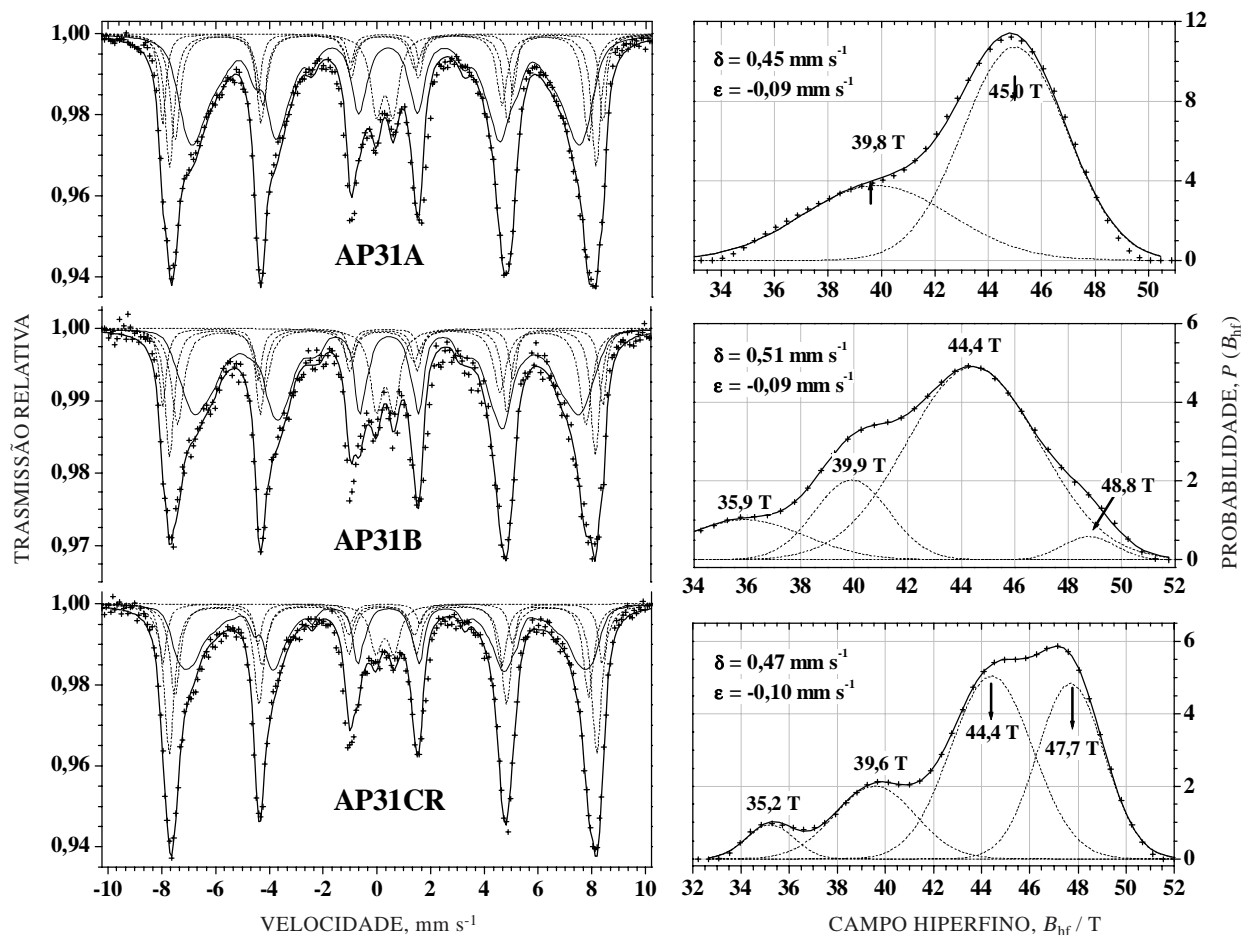 TRASMISSÃO RELATIVA
1,00
0,98
0,96
0,94
AP31A
1,00
0,99
0,98
0,97
AP31B
1,00
0,98
0,96
0,94
AP31CR
-10 -8 -6 -4 -2 0 2 4 6 8 10
VELOCIDADE, mm s-1
δ = 0,45 mm s-1
ε = -0,09 mm s-1
39,8 T
45,0 T
12
8
4
0
34 36 38 40 42 44 46 48 50
δ = 0,51 mm s-1
ε = -0,09 mm s-1
35,9 T
39,9 T
44,4 T
48,8 T
6
4
2
0
34 36 38 40 42 44 46 48 50 52
δ = 0,47 mm s-1
ε = -0,10 mm s-1
35,2 T
39,6 T
44,4 T
47,7 T
6
4
2
0
32 34 36 38 40 42 44 46 48 50 52
CAMPO HIPERFINO, Bhf / T
PROBABILIDADE, P (Bhf)